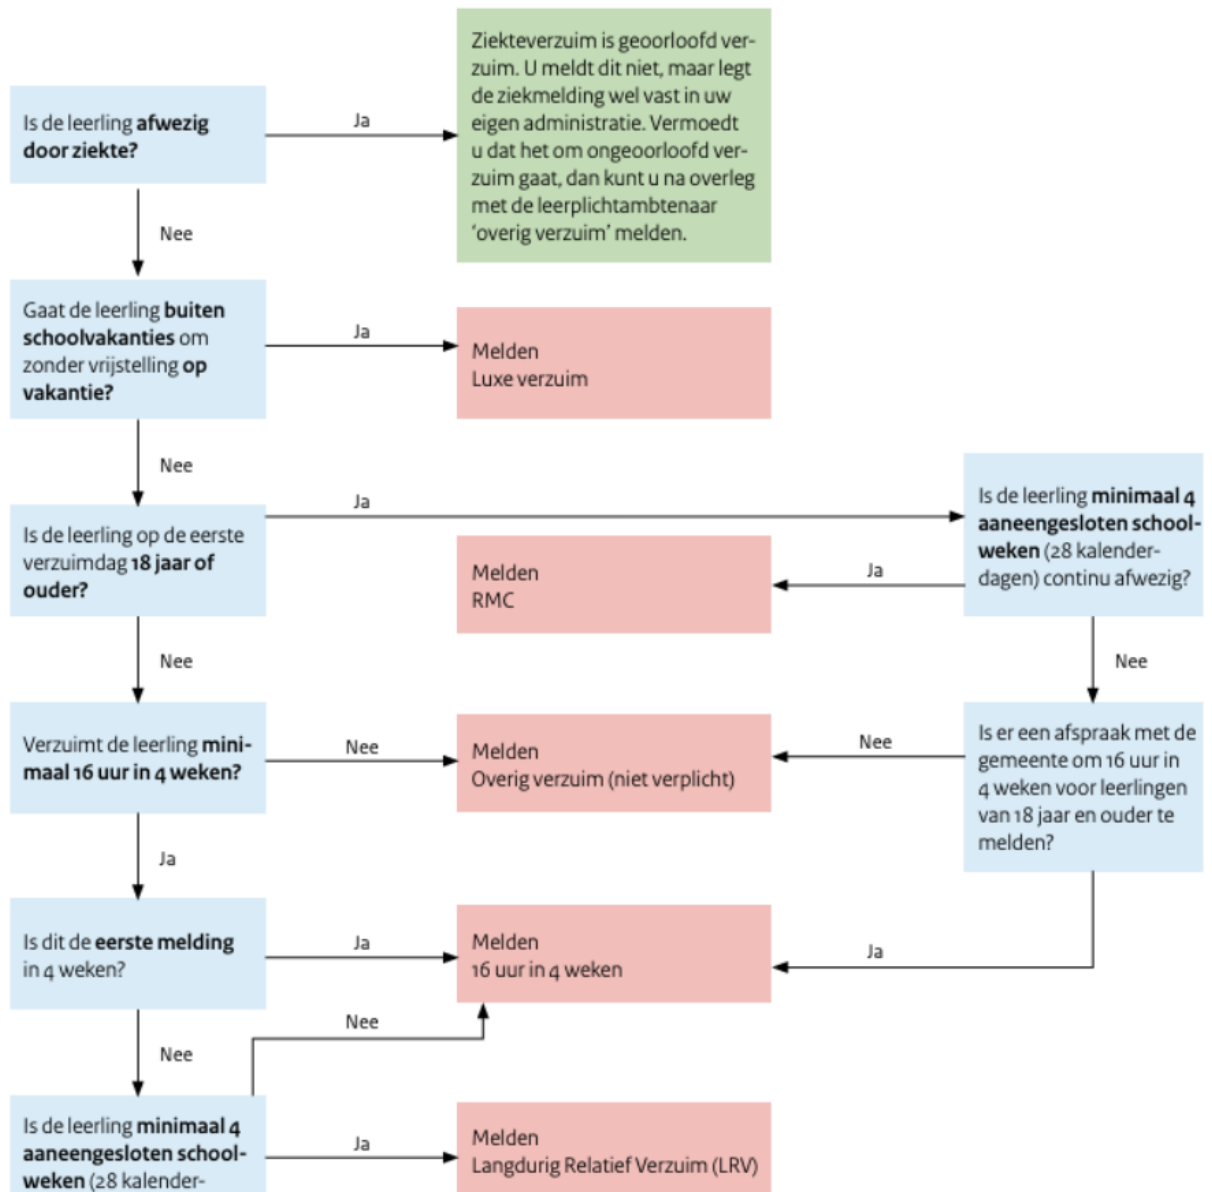 Is de leerling afwezig
door ziekte?
Ja
Ziekteverzuim is geoorloofd ver-
zuim. U meldt dit niet, maar legt
de ziekmelding wel vast in uw
eigen administratie. Vermoedt
u dat het om ongeoorloofd ver-
zuim gaat, dan kunt u na overleg
met de leerplichtambtenaar
‘overig verzuim’ melden.
Nee
Gaat de leerling buiten
schoolvakanties om
zonder vrijstelling op
vakantie?
Ja
Melden
Luxe verzuim
Nee
Is de leerling op de eerste
verzuimdag 18 jaar of
ouder?
Ja
Is de leerling minimaal 4
aaneengesloten school-
weken (28 kalender-
dagen) continu afwezig?
Ja
Melden
RMC
Nee
Nee
Verzuimt de leerling mini-
maal 16 uur in 4 weken?
Nee
Melden
Overig verzuim (niet verplicht)
Nee
Is er een afspraak met de
gemeente om 16 uur in
4 weken voor leerlingen
van 18 jaar en ouder te
melden?
Ja
Is dit de eerste melding
in 4 weken?
Ja
Melden
16 uur in 4 weken
Ja
Nee
Nee
Is de leerling minimaal 4
aaneengesloten school-
weken (28 kalender-
Ja
Melden
Langdurig Relatief Verzuim (LRV)